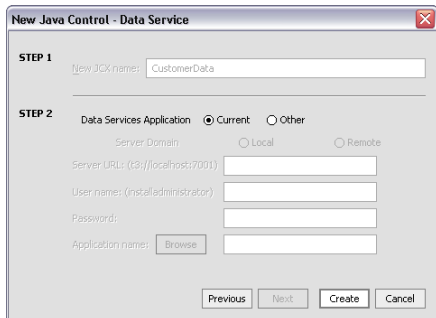 New Java Control - Data Service
STEP 1
New JCX name: CustomerData
STEP 2
Data Services Application Current Other
Server Domain Local Remote
Server URL: (t3://localhost:7001)
User name: (installadministrator)
Password:
Application name: Browse
Previous Next Create Cancel